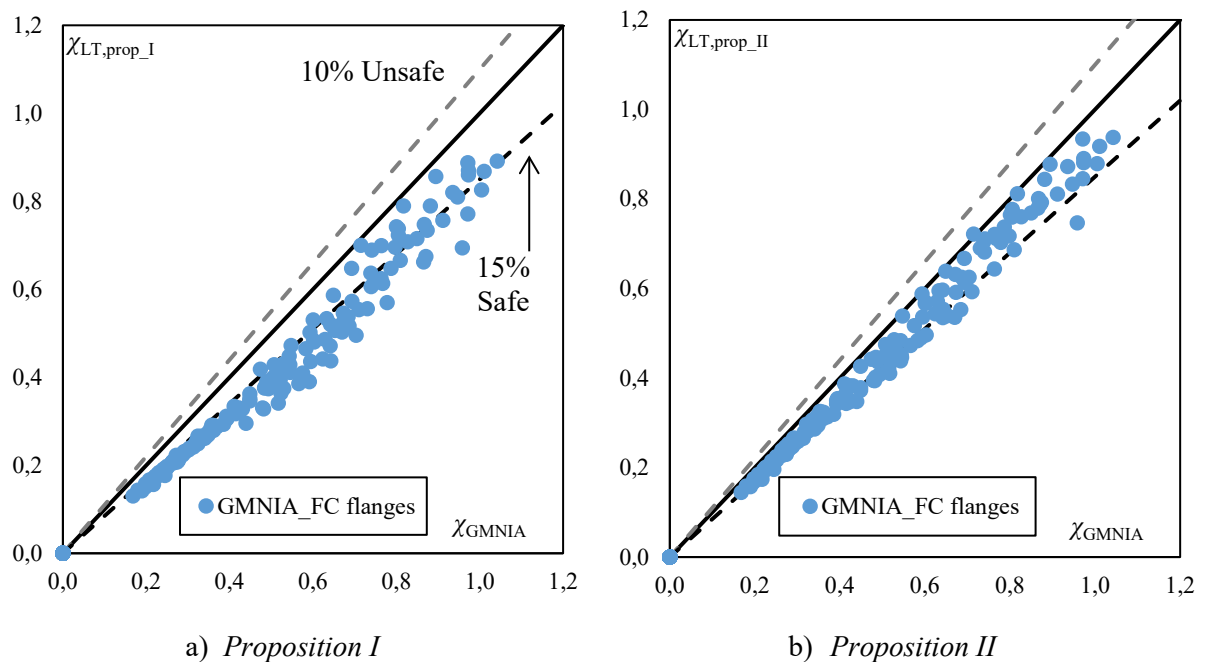 1,2
χLT,prop_I
10% Unsafe
1,0
0,8
0,6
15%
Safe
0,4
0,2
GMNIA_FC flanges
χGMNIA
0,0
0,0 0,2 0,4 0,6 0,8 1,0 1,2
a) Proposition I
1,2
χLT,prop_II
1,0
0,8
0,6
0,4
0,2
GMNIA_FC flanges
χGMNIA
0,0
0,0 0,2 0,4 0,6 0,8 1,0 1,2
b) Proposition II